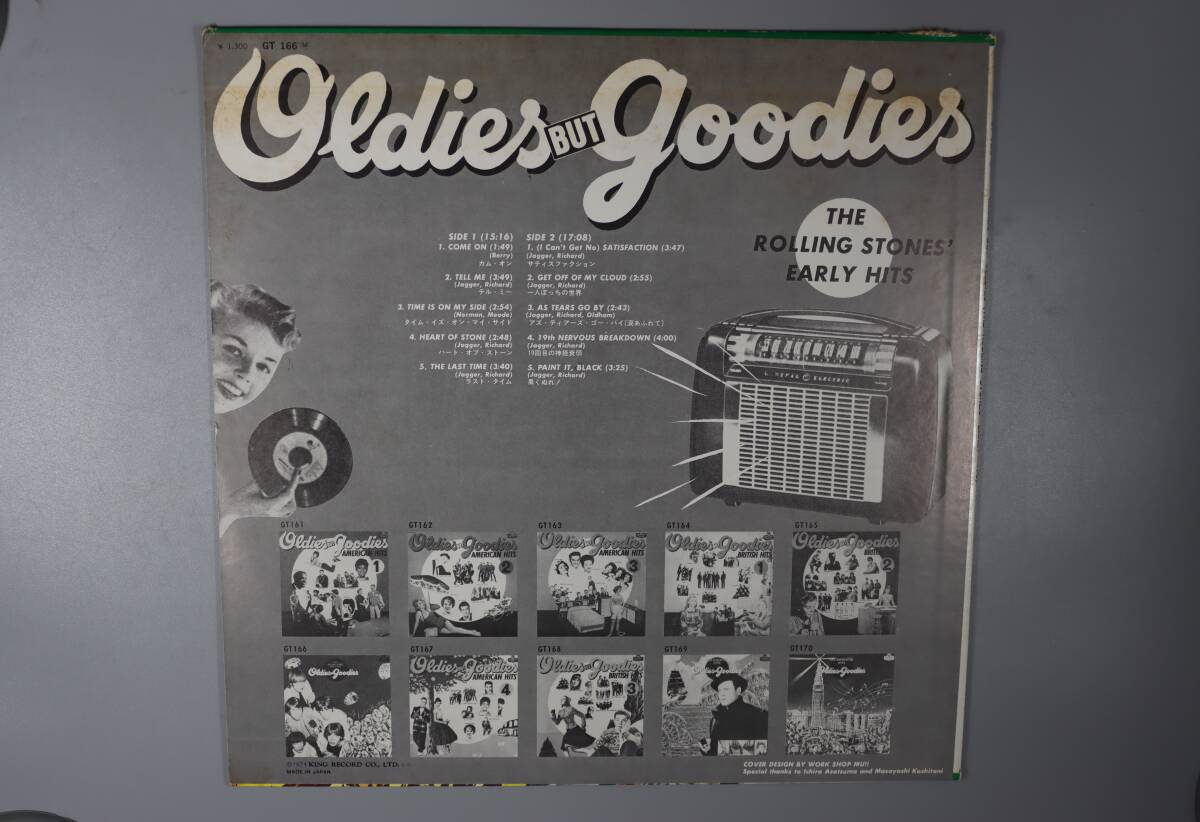 ¥ 1,300 GT 166 M
Oldies BUT Goodies
THE
ROLLING STONES'
EARLY HITS
SIDE 1 (15:16)
1. COME ON (1:49)
(Berry)
カム・オン
2. TELL ME (3:49)
(Jagger, Richard)
テル・ミー
3. TIME IS ON MY SIDE (2:54)
(Norman, Meade)
タイム・イズ・オン・マイ・サイド
4. HEART OF STONE (2:48)
(Jagger, Richard)
ハート・オブ・ストーン
5. THE LAST TIME (3:40)
(Jagger, Richard)
ラスト・タイム
SIDE 2 (17:08)
1. (I Can't Get No) SATISFACTION (3:47)
(Jagger, Richard)
サティスファクション
2. GET OFF OF MY CLOUD (2:55)
(Jagger, Richard)
一人ぼっちの世界
3. AS TEARS GO BY (2:43)
(Jagger, Richard, Oldham)
アズ・ティアーズ・ゴー・バイ(涙あふれて)
4. 19th NERVOUS BREAKDOWN (4:00)
(Jagger, Richard)
19回目の神経衰弱
5. PAINT IT, BLACK (3:25)
(Jagger, Richard)
黒くぬれ!
ELECTRIC
GT161
GT162
GT163
GT164
GT165
Oldies Goodies
AMERICAN HITS
1
Oldies Goodies
AMERICAN HITS
2
Oldies Goodies
AMERICAN HITS
3
Oldies Goodies
BRITISH HITS
1
Oldies Goodies
BRITISH
2
GT166
GT167
GT168
GT169
GT170
Oldies Goodies
Oldies Goodies
AMERICAN HITS
4
Oldies Goodies
BRITISH HITS
3
Oldies Goodies
Oldies Goodies
℗1974 KING RECORD CO., LTD.
MADE IN JAPAN
COVER DESIGN BY WORK SHOP MU!!
Special thanks to Ichiro Asatsuma and Masayoshi Koshitani